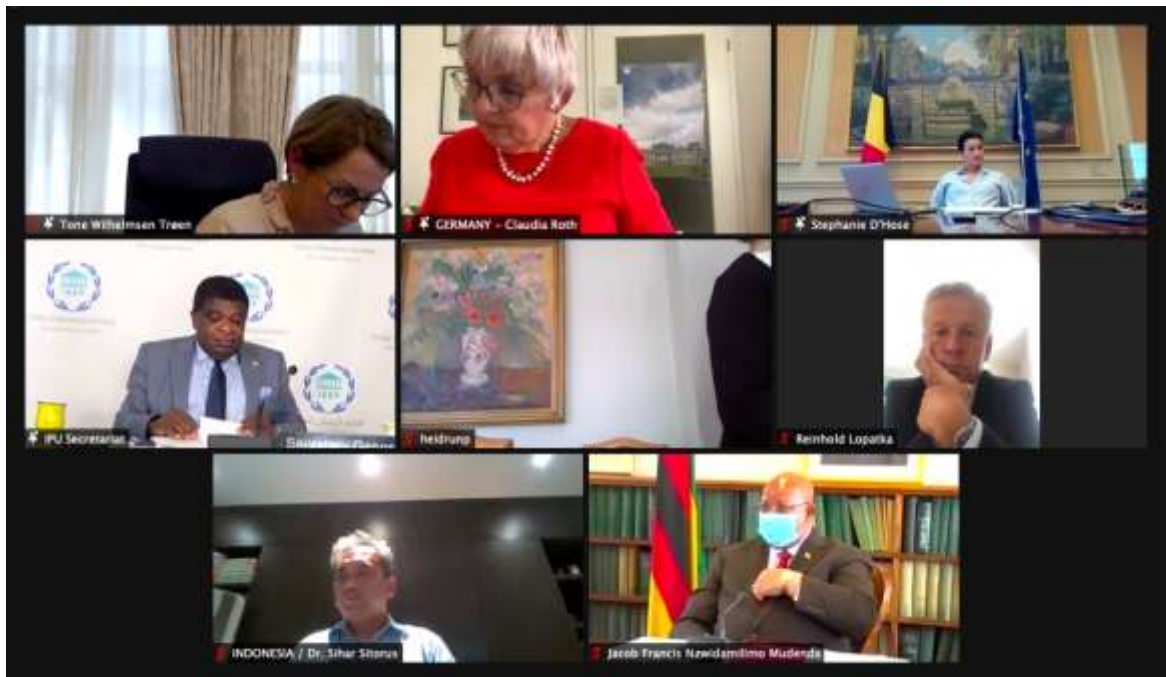 Tone Wilhelmsen Trøen
GERMANY - Claudia Roth
Stephanie D'Hose
IPU Secretariat
heidrunp
Reinhold Lopatka
INDONESIA / Dr. Sihar Sitorus
Jacob Francis Nzwidamilimo Mudenda